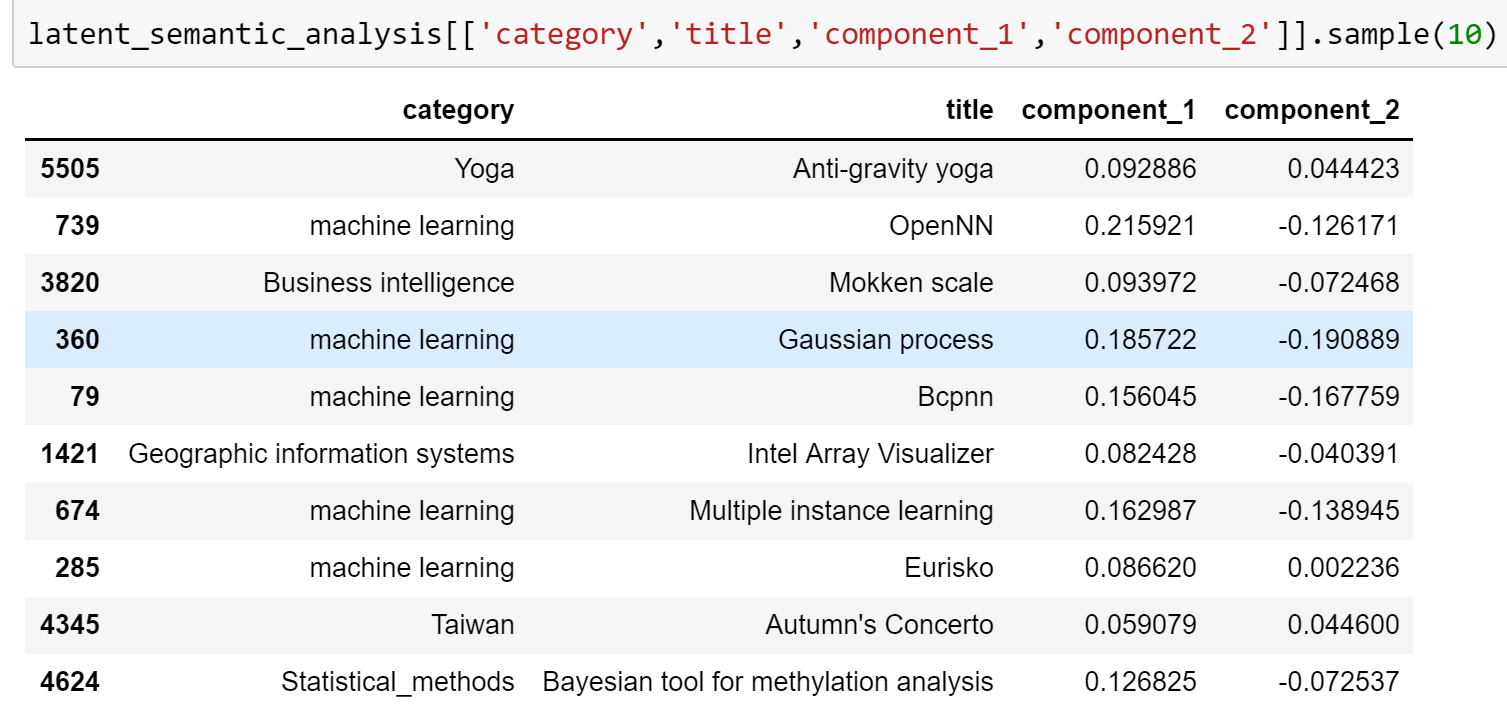 latent_semantic_analysis[['category','title','component_1','component_2']].sample(10)
category title component_1 component_2
5505 Yoga Anti-gravity yoga 0.092886 0.044423
739 machine learning OpenNN 0.215921 -0.126171
3820 Business intelligence Mokken scale 0.093972 -0.072468
360 machine learning Gaussian process 0.185722 -0.190889
79 machine learning Bcpnn 0.156045 -0.167759
1421 Geographic information systems Intel Array Visualizer 0.082428 -0.040391
674 machine learning Multiple instance learning 0.162987 -0.138945
285 machine learning Eurisko 0.086620 0.002236
4345 Taiwan Autumn's Concerto 0.059079 0.044600
4624 Statistical_methods Bayesian tool for methylation analysis 0.126825 -0.072537